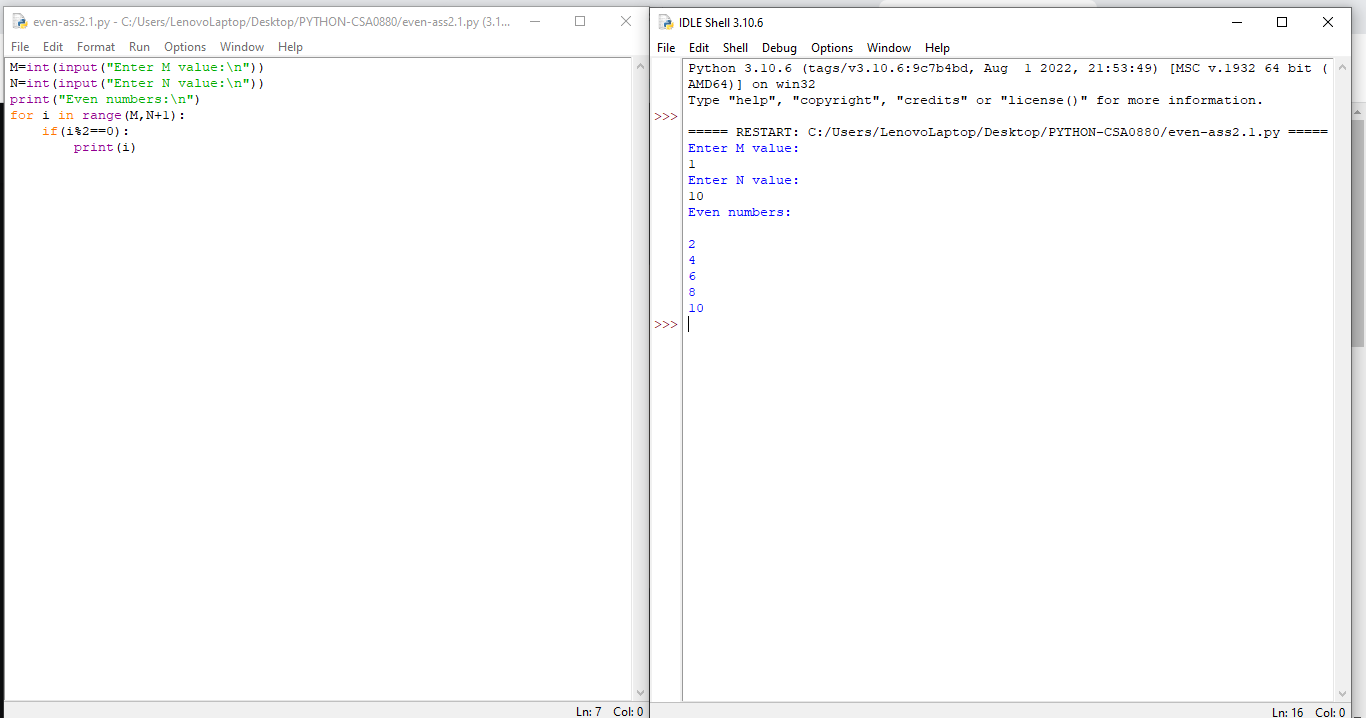 even-ass2.1.py - C:/Users/LenovoLaptop/Desktop/PYTHON-CSA0880/even-ass2.1.py (3.1...
File Edit Format Run Options Window Help
M=int(input("Enter M value:\n"))
N=int(input("Enter N value:\n"))
print("Even numbers:\n")
for i in range(M,N+1):
    if(i%2==0):
        print(i)
Ln: 7 Col: 0
IDLE Shell 3.10.6
File Edit Shell Debug Options Window Help
Python 3.10.6 (tags/v3.10.6:9c7b4bd, Aug  1 2022, 21:53:49) [MSC v.1932 64 bit (
AMD64)] on win32
Type "help", "copyright", "credits" or "license()" for more information.
>>>
===== RESTART: C:/Users/LenovoLaptop/Desktop/PYTHON-CSA0880/even-ass2.1.py =====
Enter M value:
1
Enter N value:
10
Even numbers:

2
4
6
8
10
>>>
Ln: 16 Col: 0